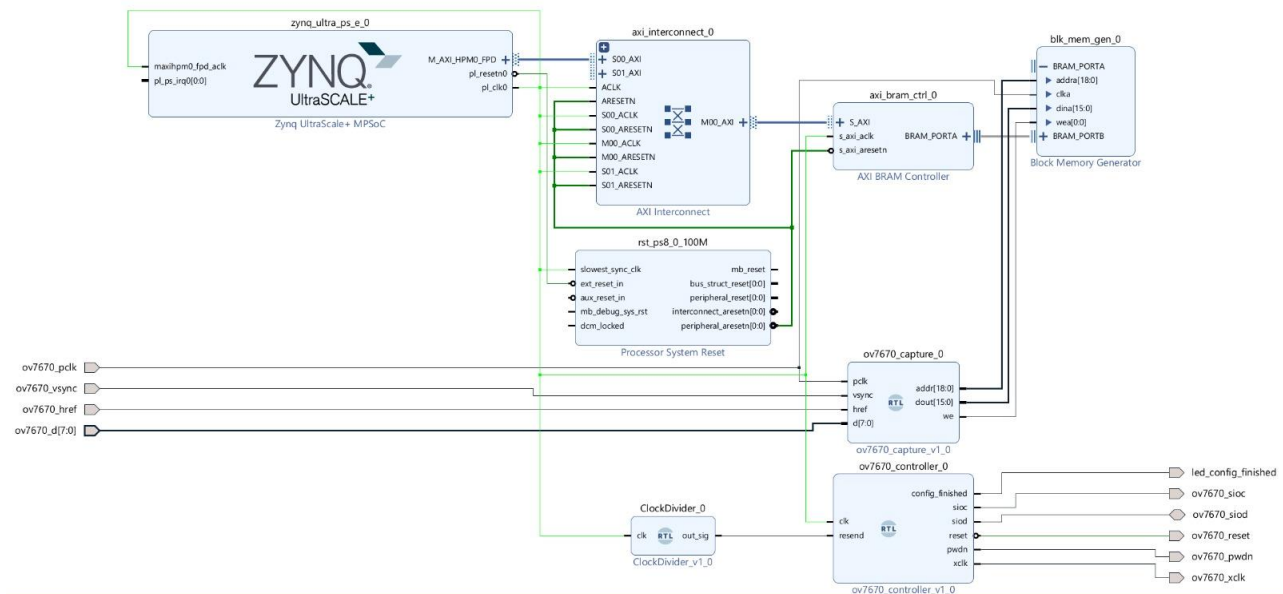 zynq_ultra_ps_e_0
maxihpm0_fpd_aclk
pl_ps_irq0[0:0]
ZYNQ
UltraSCALE+
M_AXI_HPM0_FPD
pl_resetn0
pl_clk0
Zynq UltraScale+ MPSoC
axi_interconnect_0
S00_AXI
S01_AXI
ACLK
ARESETN
S00_ACLK
S00_ARESETN
M00_ACLK
M00_ARESETN
S01_ACLK
S01_ARESETN
M00_AXI
AXI Interconnect
axi_bram_ctrl_0
S_AXI
s_axi_aclk
s_axi_aresetn
BRAM_PORTA
AXI BRAM Controller
blk_mem_gen_0
BRAM_PORTA
addra[18:0]
clka
dina[15:0]
wea[0:0]
BRAM_PORTB
Block Memory Generator
rst_ps8_0_100M
slowest_sync_clk
ext_reset_in
aux_reset_in
mb_debug_sys_rst
dcm_locked
mb_reset
bus_struct_reset[0:0]
peripheral_reset[0:0]
interconnect_aresetn[0:0]
peripheral_aresetn[0:0]
Processor System Reset
ov7670_pclk
ov7670_vsync
ov7670_href
ov7670_d[7:0]
ov7670_capture_0
pclk
vsync
href
d[7:0]
RTL
addr[18:0]
dout[15:0]
we
ov7670_capture_v1_0
ClockDivider_0
clk
RTL
out_sig
ClockDivider_v1_0
ov7670_controller_0
clk
resend
RTL
config_finished
sioc
siod
reset
pwdn
xclk
ov7670_controller_v1_0
led_config_finished
ov7670_sioc
ov7670_siod
ov7670_reset
ov7670_pwdn
ov7670_xclk